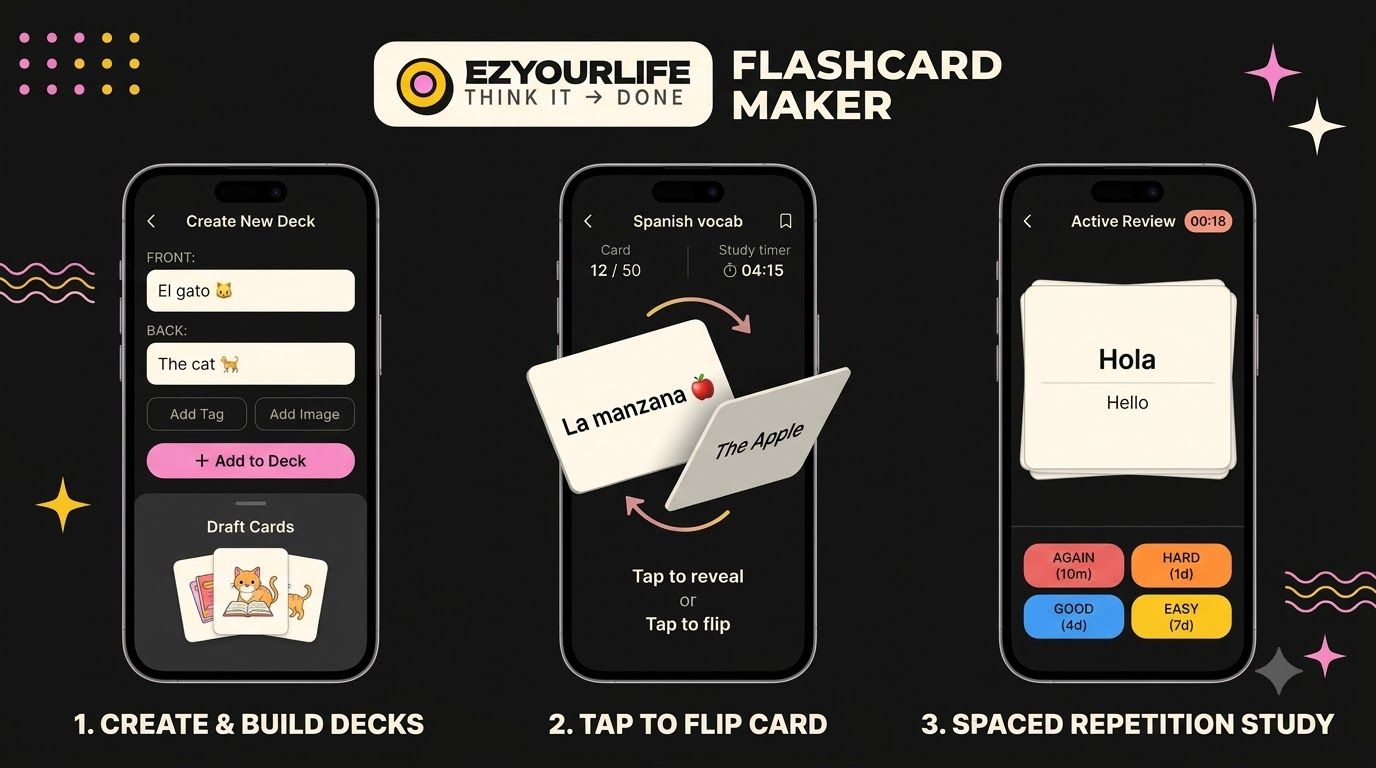 EZYOURLIFE
THINK IT → DONE
FLASHCARD
MAKER
Create New Deck
FRONT:
El gato 🐱
BACK:
The cat 🐈
Add Tag
Add Image
+ Add to Deck
Draft Cards
1. CREATE & BUILD DECKS
Spanish vocab
Card
12 / 50
Study timer
04:15
La manzana 🍎
The Apple
Tap to reveal
or
Tap to flip
2. TAP TO FLIP CARD
Active Review
00:18
Hola
Hello
AGAIN
(10m)
HARD
(1d)
GOOD
(4d)
EASY
(7d)
3. SPACED REPETITION STUDY